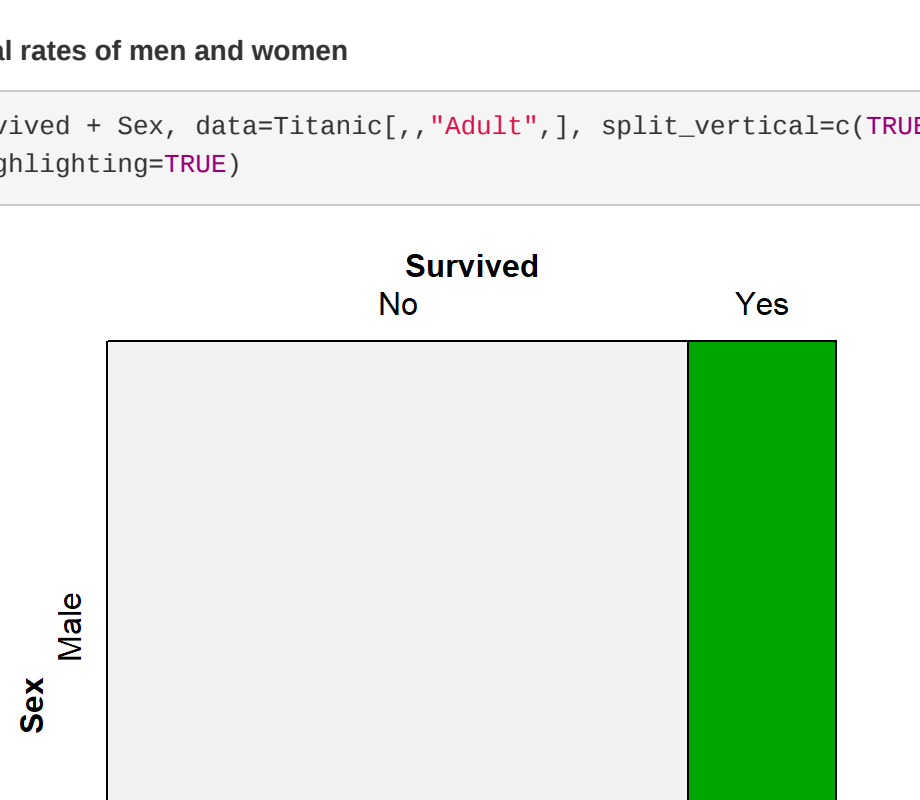 al rates of men and women
vived + Sex, data=Titanic[,,"Adult",], split_vertical=c(TRUE
ghlighting=TRUE)
Survived
No Yes
Male
Sex